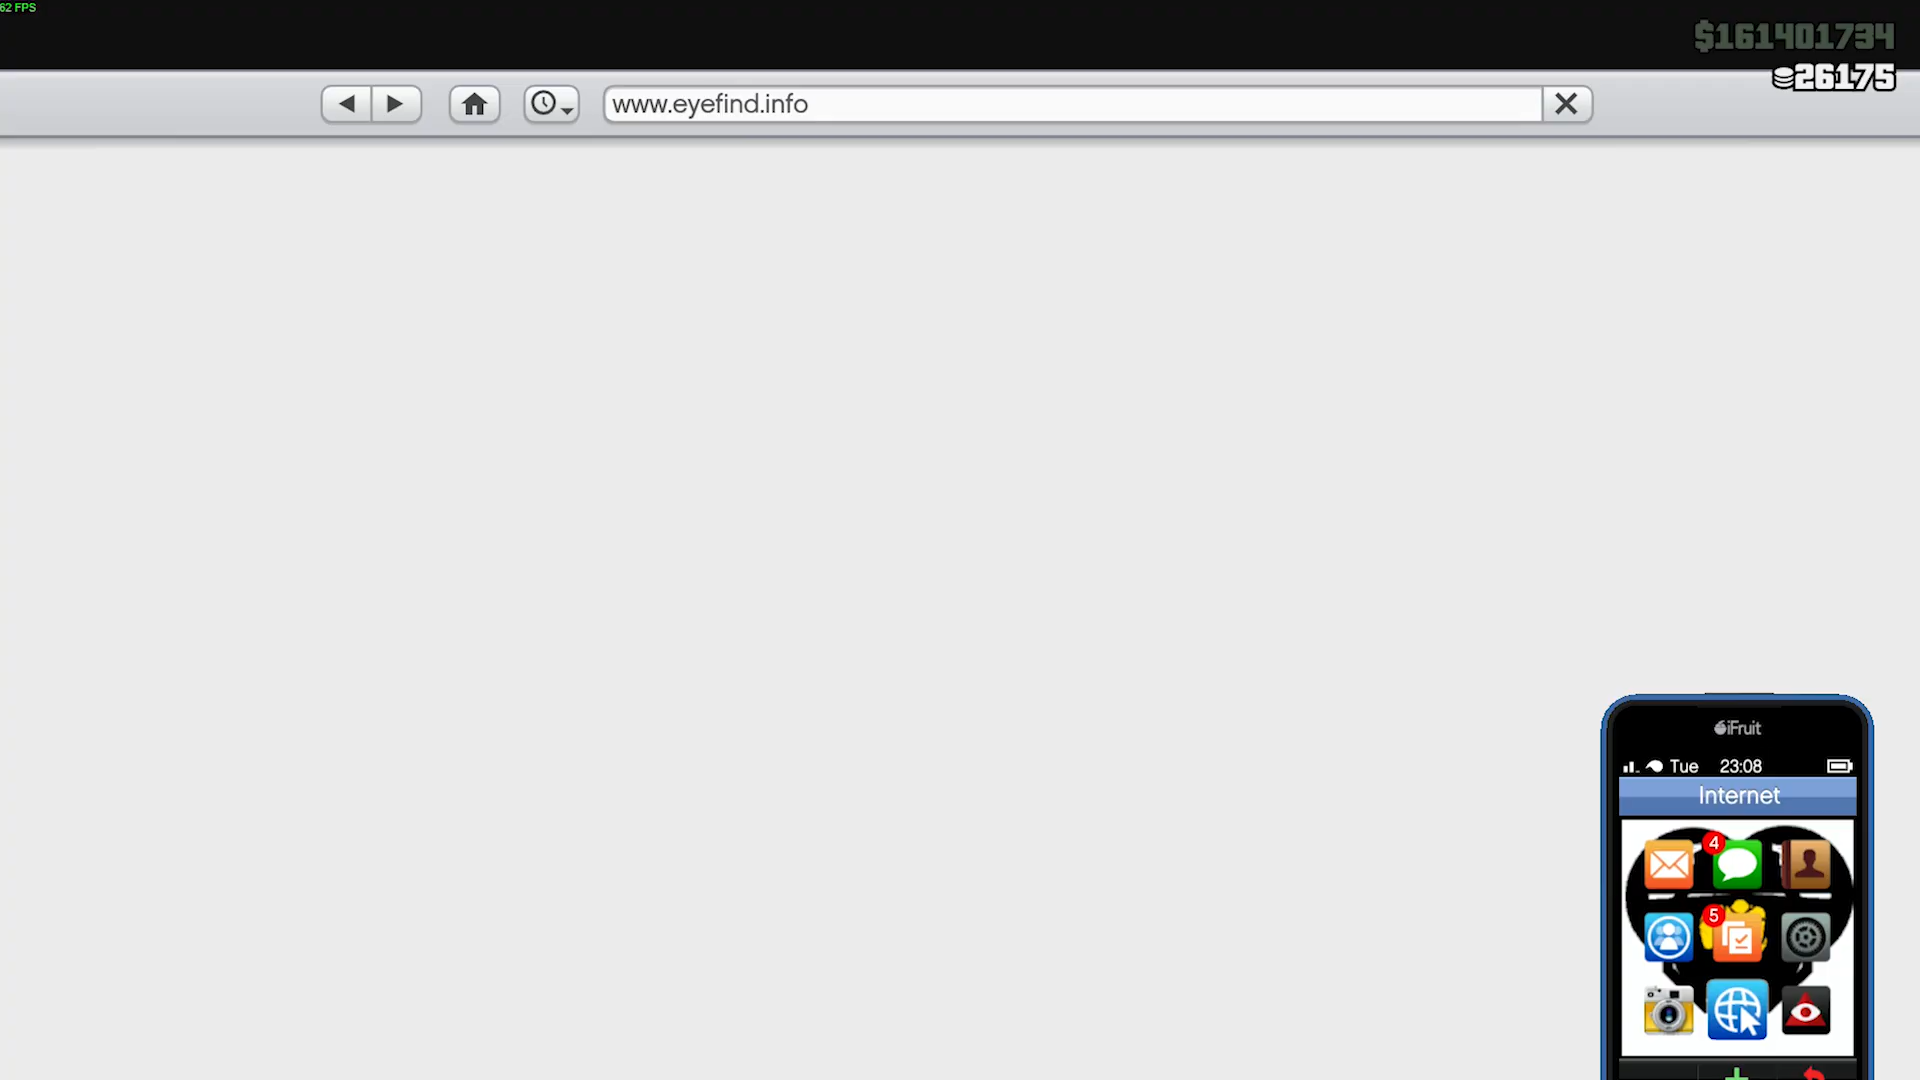 62 FPS
$161401734
26175
www.eyefind.info
iFruit
Tue 23:08
Internet
4
5